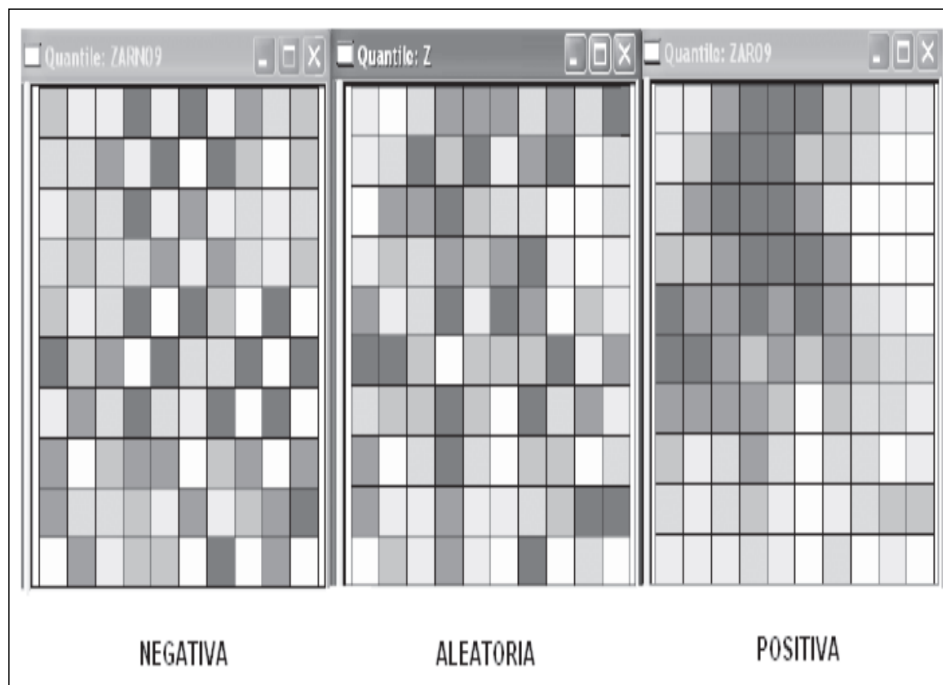 Quantile: ZARN09
Quantile: Z
Quantile: ZAR09
NEGATIVA
ALEATORIA
POSITIVA